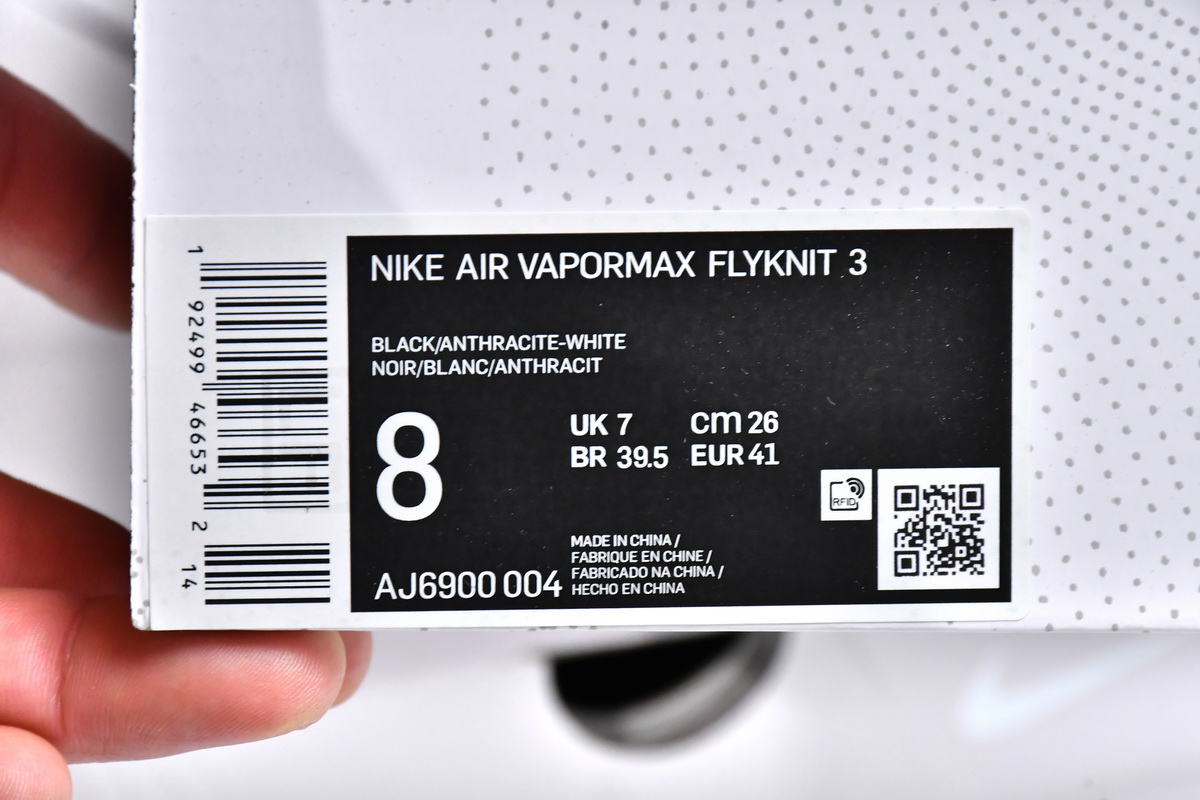 1 92499 46653 2 14
NIKE AIR VAPORMAX FLYKNIT 3
BLACK/ANTHRACITE-WHITE
NOIR/BLANC/ANTHRACIT
8
UK 7 cm 26
BR 39.5 EUR 41
RFID
MADE IN CHINA /
FABRIQUE EN CHINE /
FABRICADO NA CHINA /
HECHO EN CHINA
AJ6900 004